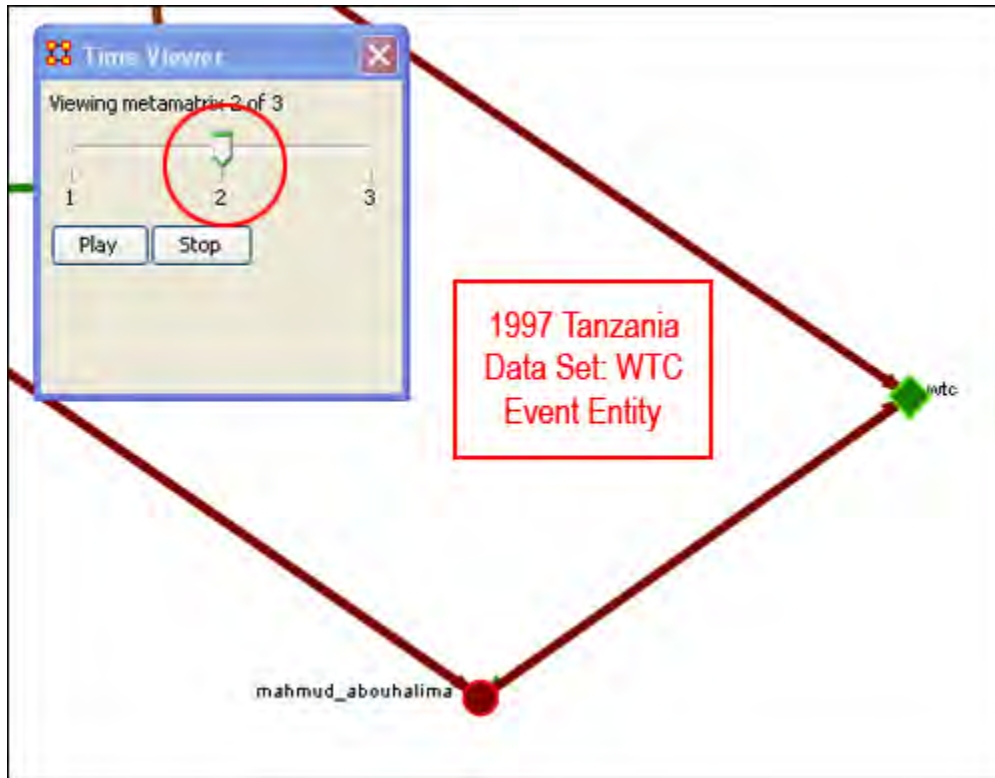 Time Viewer
Viewing metamatrix 2 of 3
1 2 3
Play Stop
1997 Tanzania
Data Set: WTC
Event Entity
wtc
mahmud_abouhalima